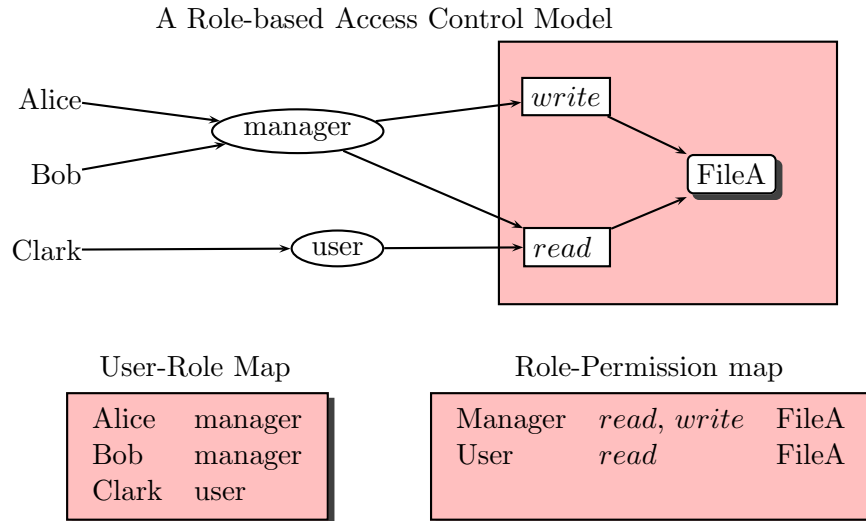 A Role-based Access Control Model
Alice
manager
write
Bob
FileA
Clark
user
read
User-Role Map
Alice manager
Bob manager
Clark user
Role-Permission map
Manager read, write FileA
User read FileA